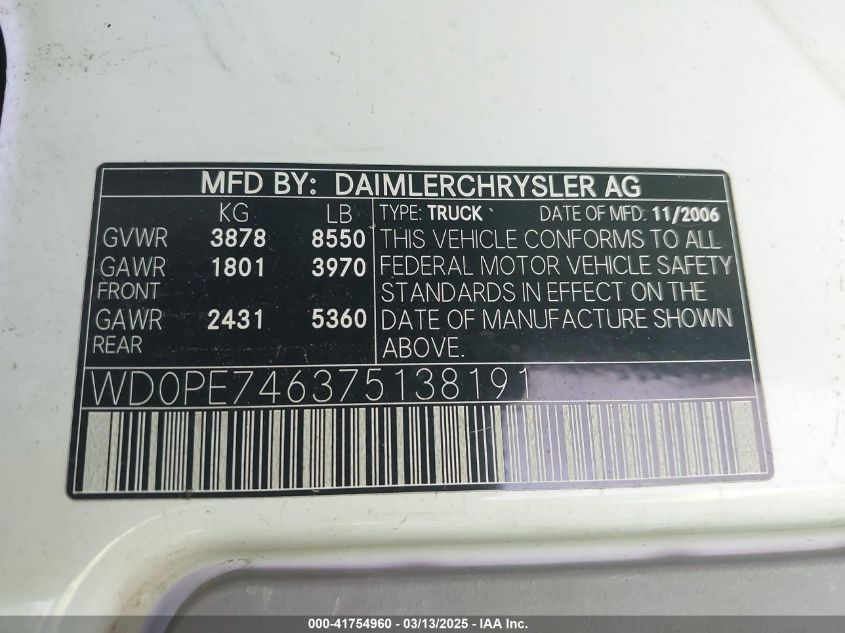 MFD BY: DAIMLERCHRYSLER AG
KG LB
GVWR 3878 8550
GAWR 1801 3970
FRONT
GAWR 2431 5360
REAR
TYPE: TRUCK DATE OF MFD: 11/2006
THIS VEHICLE CONFORMS TO ALL
FEDERAL MOTOR VEHICLE SAFETY
STANDARDS IN EFFECT ON THE
DATE OF MANUFACTURE SHOWN
ABOVE.
WD0PE746375138191
000-41754960 - 03/13/2025 - IAA Inc.